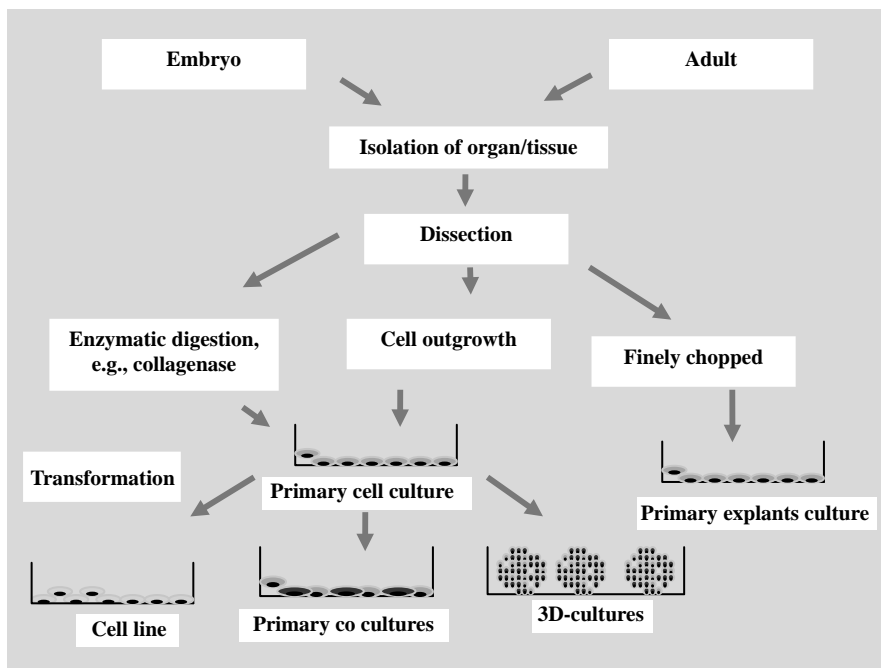 Embryo
Adult
Isolation of organ/tissue
Dissection
Enzymatic digestion,
e.g., collagenase
Cell outgrowth
Finely chopped
Transformation
Primary cell culture
Primary explants culture
Cell line
Primary co cultures
3D-cultures